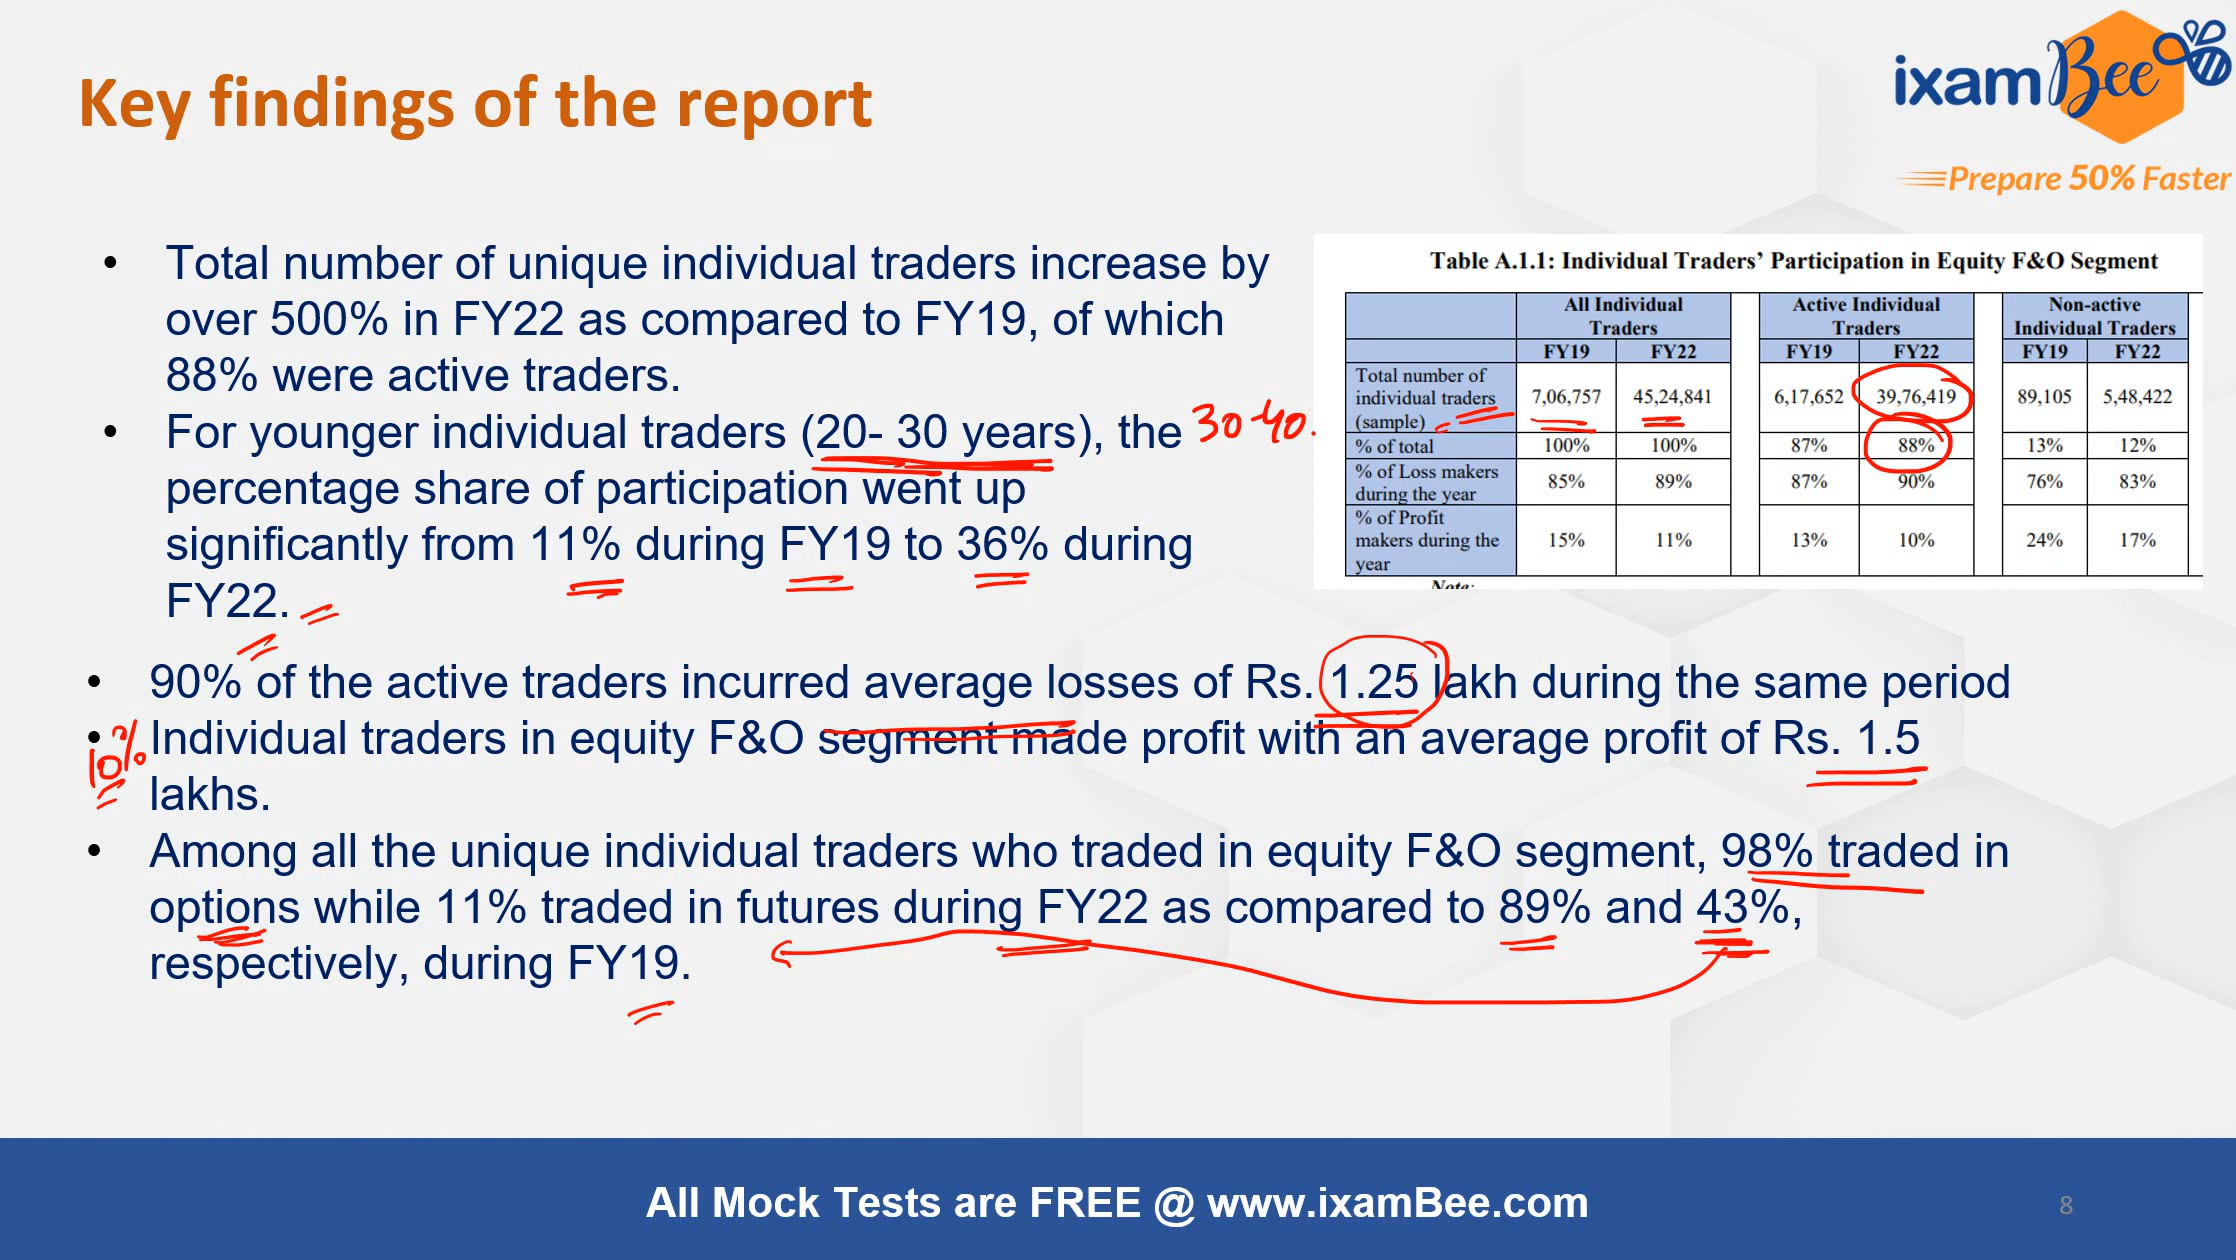 Key findings of the report
ixamBee
Prepare 50% Faster
• Total number of unique individual traders increase by
over 500% in FY22 as compared to FY19, of which
88% were active traders.
• For younger individual traders (20- 30 years), the 30-40.
percentage share of participation went up
significantly from 11% during FY19 to 36% during
FY22.
Table A.1.1: Individual Traders’ Participation in Equity F&O Segment
All Individual Traders Active Individual Traders Non-active Individual Traders
FY19 FY22 FY19 FY22 FY19 FY22
Total number of individual traders (sample) 7,06,757 45,24,841 6,17,652 39,76,419 89,105 5,48,422
% of total 100% 100% 87% 88% 13% 12%
% of Loss makers during the year 85% 89% 87% 90% 76% 83%
% of Profit makers during the year 15% 11% 13% 10% 24% 17%
Note:
• 90% of the active traders incurred average losses of Rs. 1.25 lakh during the same period
10%
• Individual traders in equity F&O segment made profit with an average profit of Rs. 1.5
lakhs.
• Among all the unique individual traders who traded in equity F&O segment, 98% traded in
options while 11% traded in futures during FY22 as compared to 89% and 43%,
respectively, during FY19.
All Mock Tests are FREE @ www.ixamBee.com
8